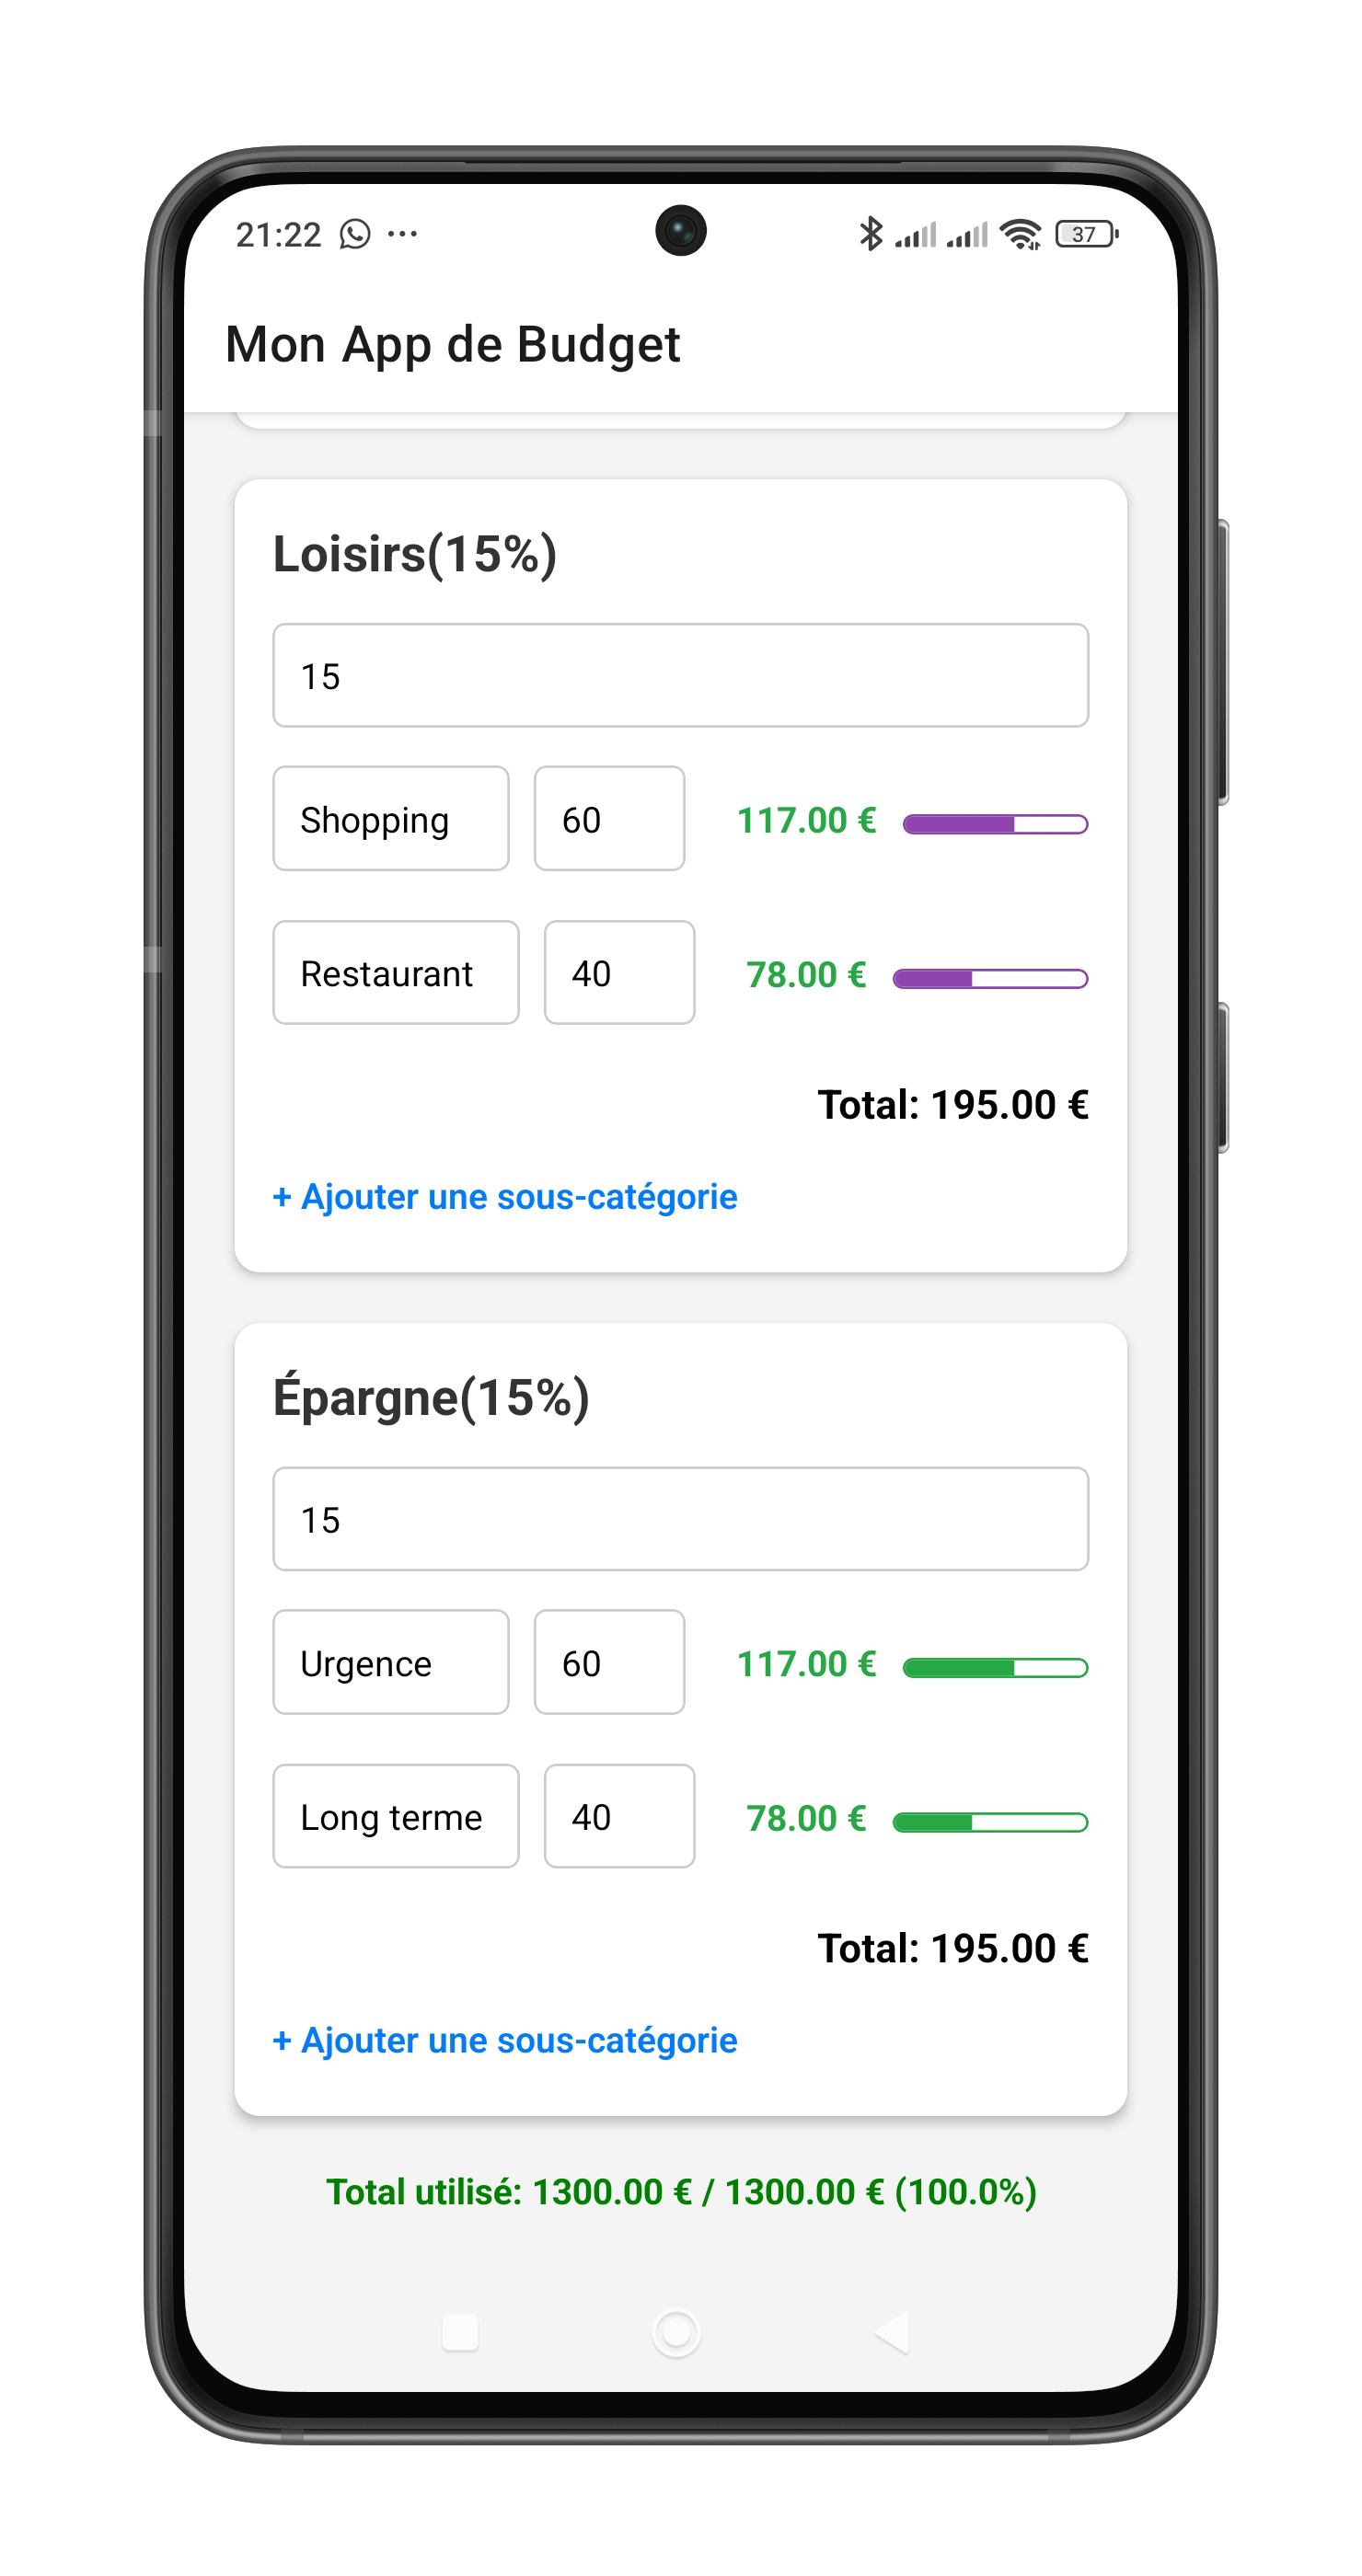 21:22 ... 37
Mon App de Budget
Loisirs(15%)
15
Shopping 60 117.00 €
Restaurant 40 78.00 €
Total: 195.00 €
+ Ajouter une sous-catégorie
Épargne(15%)
15
Urgence 60 117.00 €
Long terme 40 78.00 €
Total: 195.00 €
+ Ajouter une sous-catégorie
Total utilisé: 1300.00 € / 1300.00 € (100.0%)